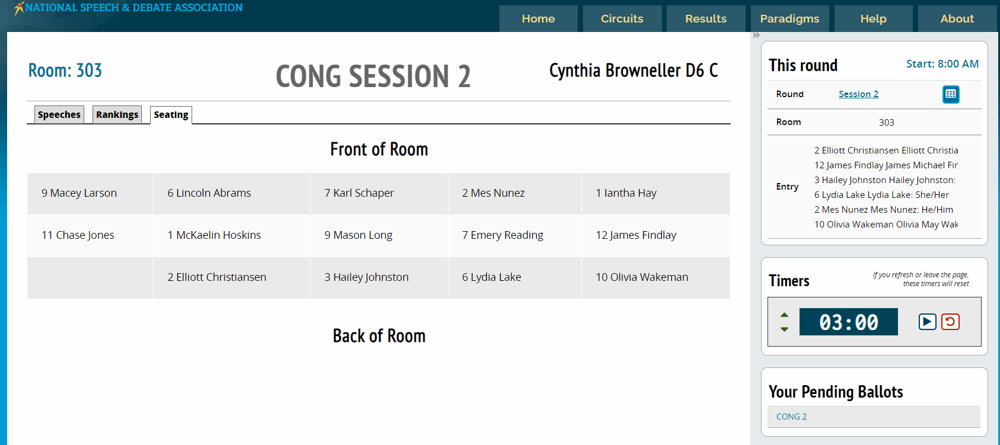 NATIONAL SPEECH & DEBATE ASSOCIATION
Home Circuits Results Paradigms Help About
Room: 303
CONG SESSION 2
Cynthia Browneller D6 C
Speeches Rankings Seating
Front of Room
9 Macey Larson 6 Lincoln Abrams 7 Karl Schaper 2 Mes Nunez 1 Iantha Hay
11 Chase Jones 1 McKaelin Hoskins 9 Mason Long 7 Emery Reading 12 James Findlay
2 Elliott Christiansen 3 Hailey Johnston 6 Lydia Lake 10 Olivia Wakeman
Back of Room
This round
Start: 8:00 AM
Round Session 2
Room 303
Entry
2 Elliott Christiansen Elliott Christia
12 James Findlay James Michael Fin
3 Hailey Johnston Hailey Johnston:
6 Lydia Lake Lydia Lake: She/Her
2 Mes Nunez Mes Nunez: He/Him
10 Olivia Wakeman Olivia May Wak
Timers
If you refresh or leave the page,
these timers will reset
03:00
Your Pending Ballots
CONG 2